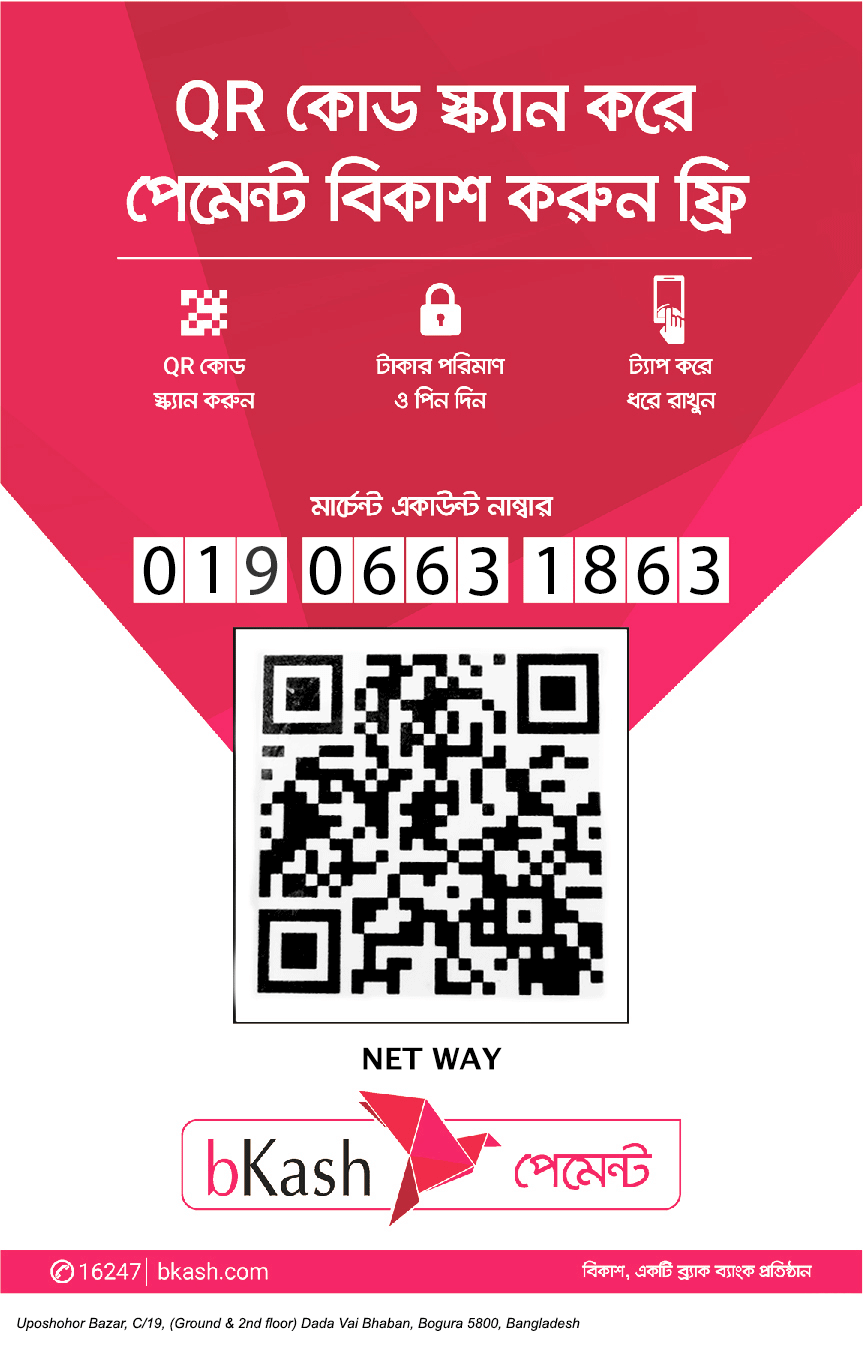 QR কোড স্ক্যান করে
পেমেন্ট বিকাশ করুন ফ্রি
QR কোড
স্ক্যান করুন
টাকার পরিমাণ
ও পিন দিন
ট্যাপ করে
ধরে রাখুন
মার্চেন্ট একাউন্ট নাম্বার
019 0663 1863
NET WAY
bKash পেমেন্ট
16247 | bkash.com
বিকাশ, একটি ব্র্যাক ব্যাংক প্রতিষ্ঠান
Uposhohor Bazar, C/19, (Ground & 2nd floor) Dada Vai Bhaban, Bogura 5800, Bangladesh